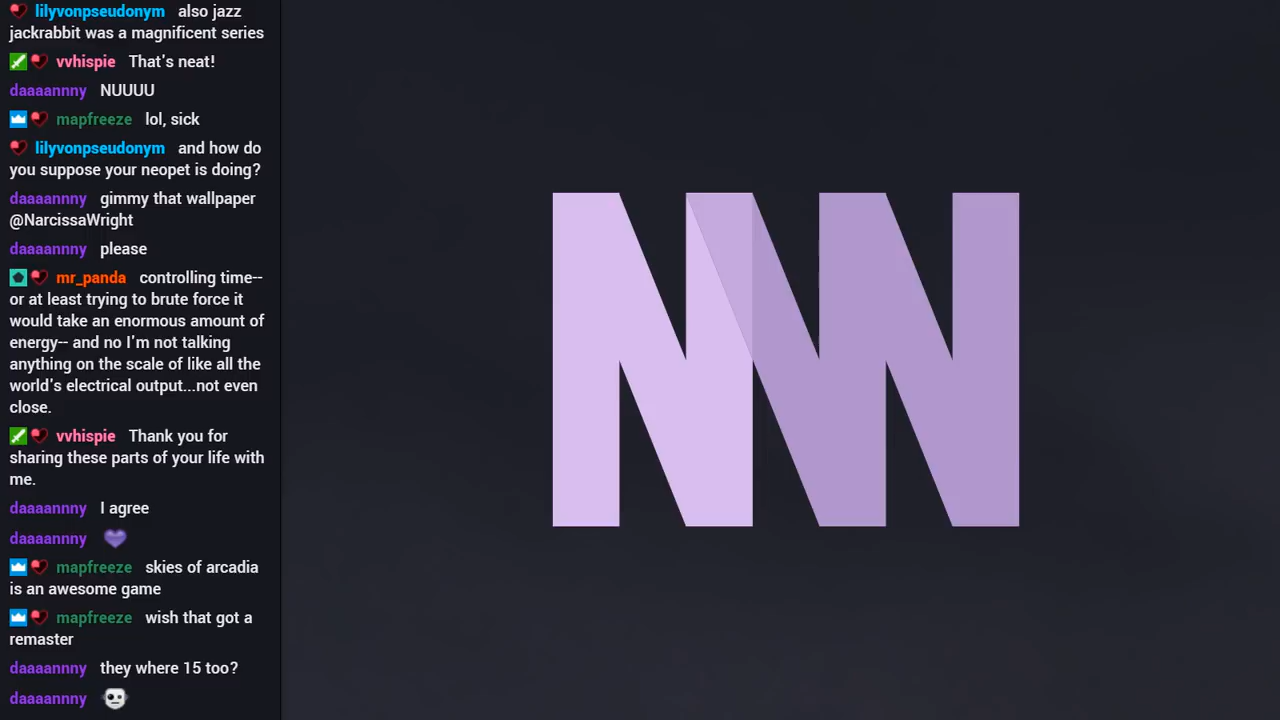 lilyvonpseudonym also jazz
jackrabbit was a magnificent series
vvhispie That's neat!
daaaannny NUUUU
mapfreeze lol, sick
lilyvonpseudonym and how do
you suppose your neopet is doing?
daaaannny gimmy that wallpaper
@NarcissaWright
daaaannny please
mr_panda controlling time--
or at least trying to brute force it
would take an enormous amount of
energy-- and no I'm not talking
anything on the scale of like all the
world's electrical output...not even
close.
vvhispie Thank you for
sharing these parts of your life with
me.
daaaannny I agree
daaaannny
mapfreeze skies of arcadia
is an awesome game
mapfreeze wish that got a
remaster
daaaannny they where 15 too?
daaaannny